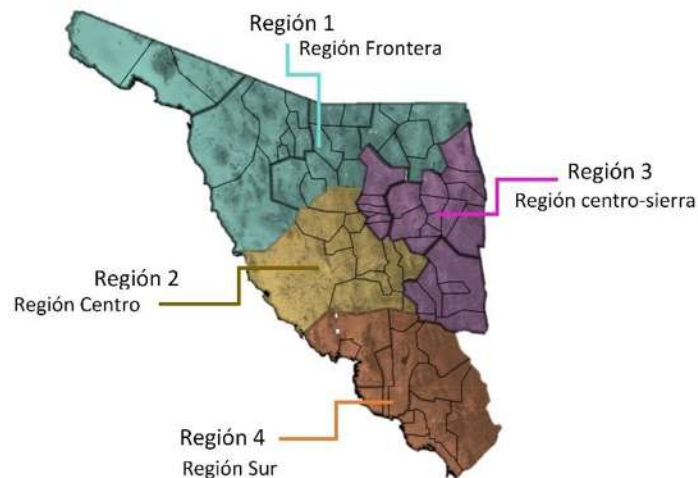 Región 1
Región Frontera
Región 3
Región centro-sierra
Región 2
Región Centro
Región 4
Región Sur